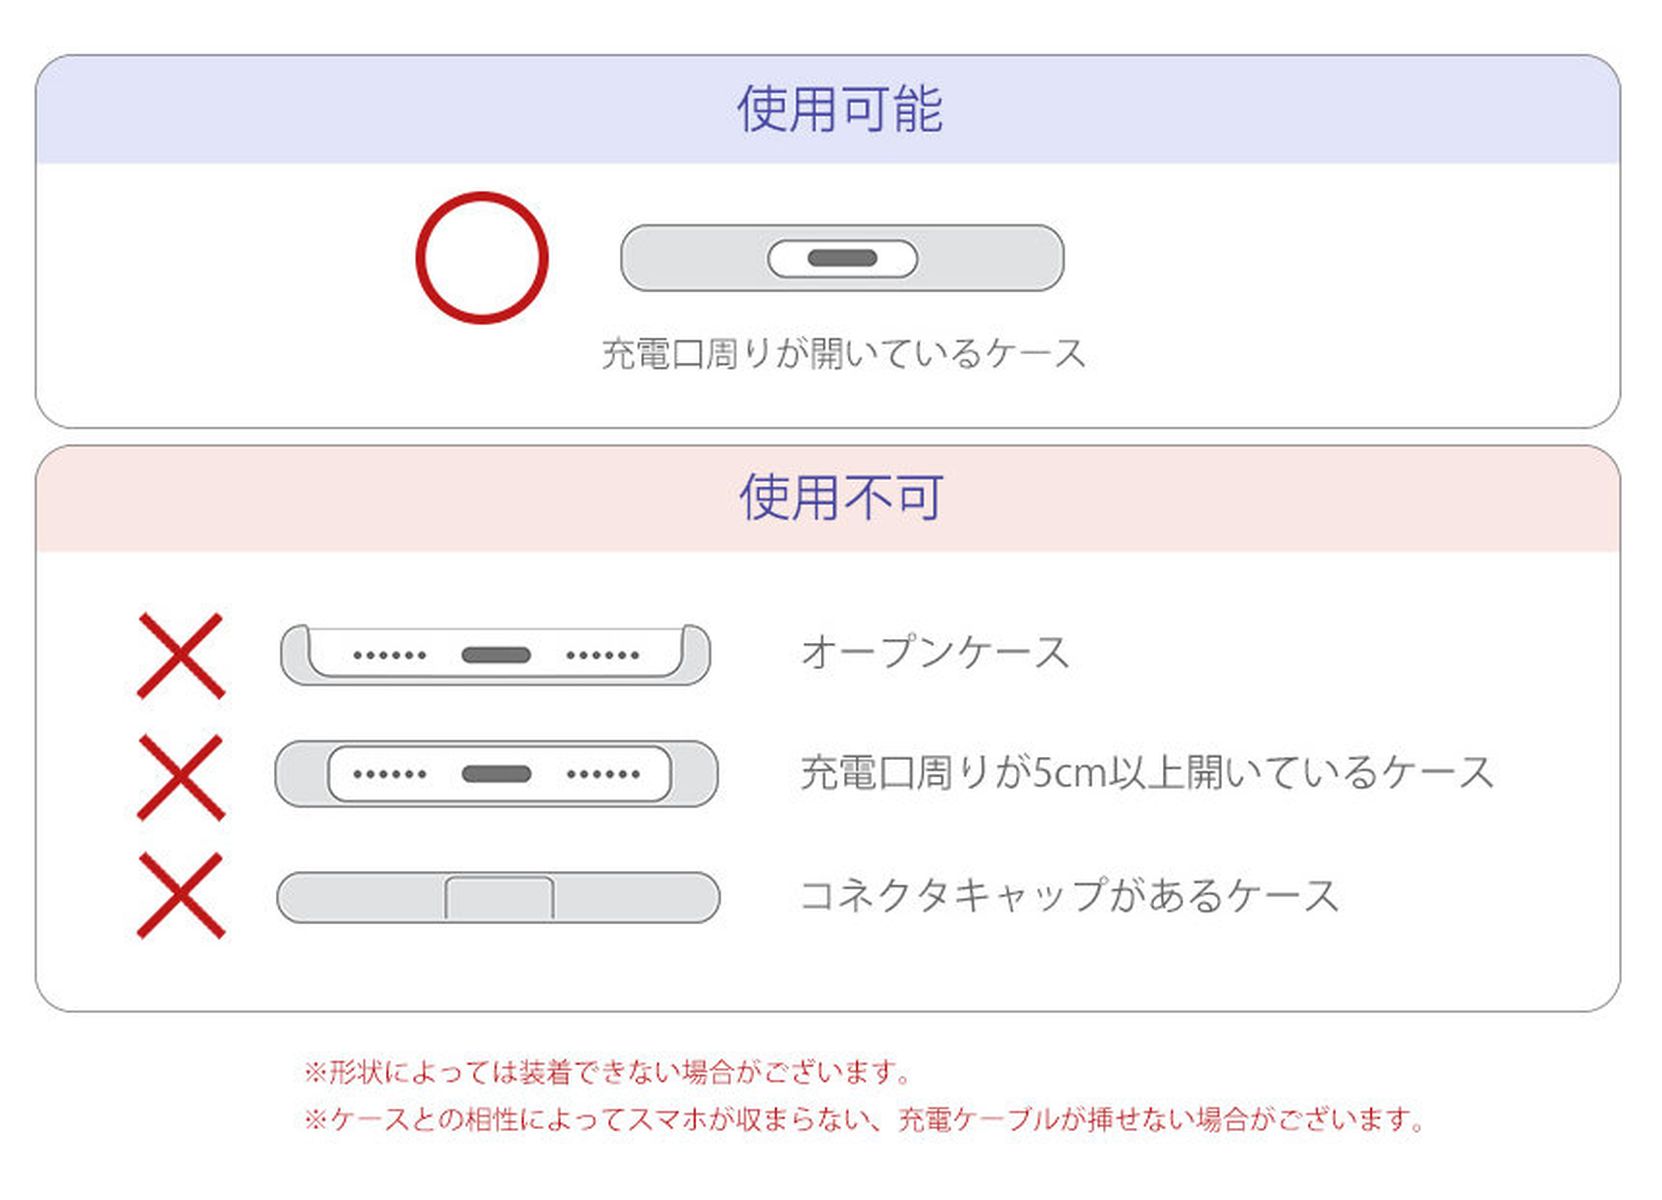 使用可能
充電口周りが開いているケース
使用不可
オープンケース
充電口周りが5cm以上開いているケース
コネクタキャップがあるケース
※形状によっては装着できない場合がございます。
※ケースとの相性によってスマホが収まらない、充電ケーブルが挿せない場合がございます。